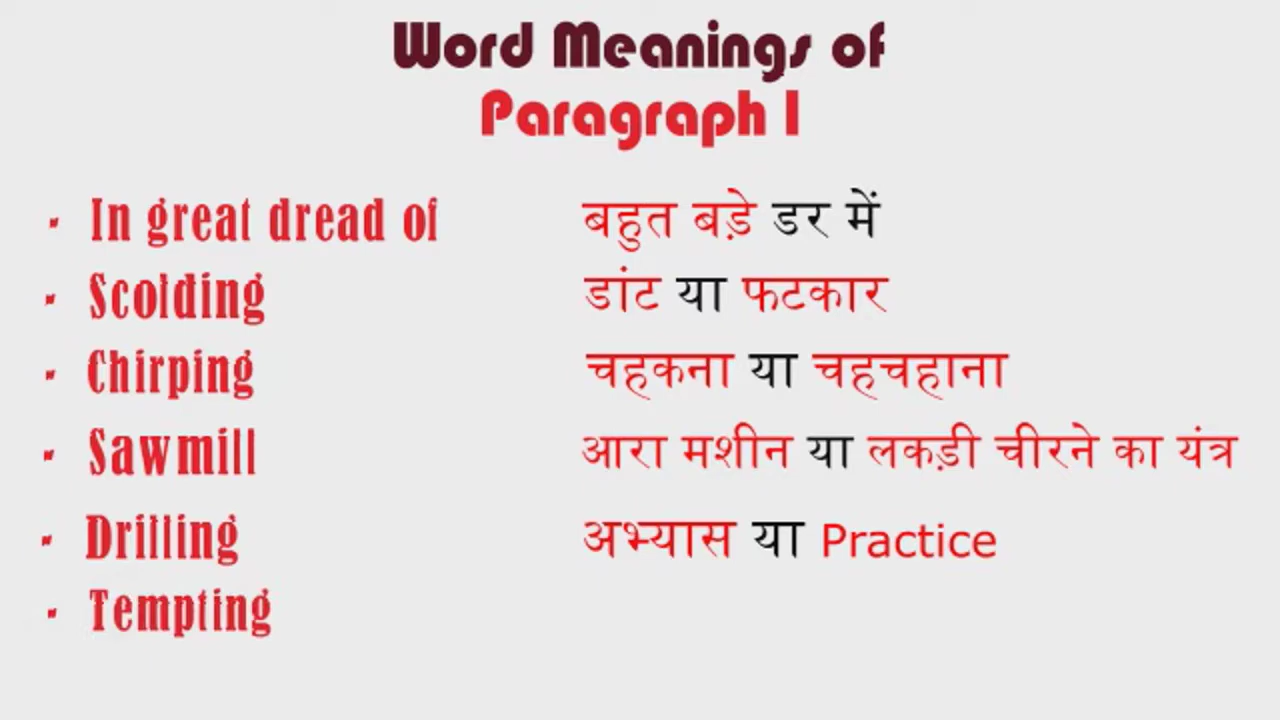 Word Meanings of
Paragraph I
- In great dread of बहुत बड़े डर में
- Scolding डांट या फटकार
- Chirping चहकना या चहचहाना
- Sawmill आरा मशीन या लकड़ी चीरने का यंत्र
- Drilling अभ्यास या Practice
- Tempting